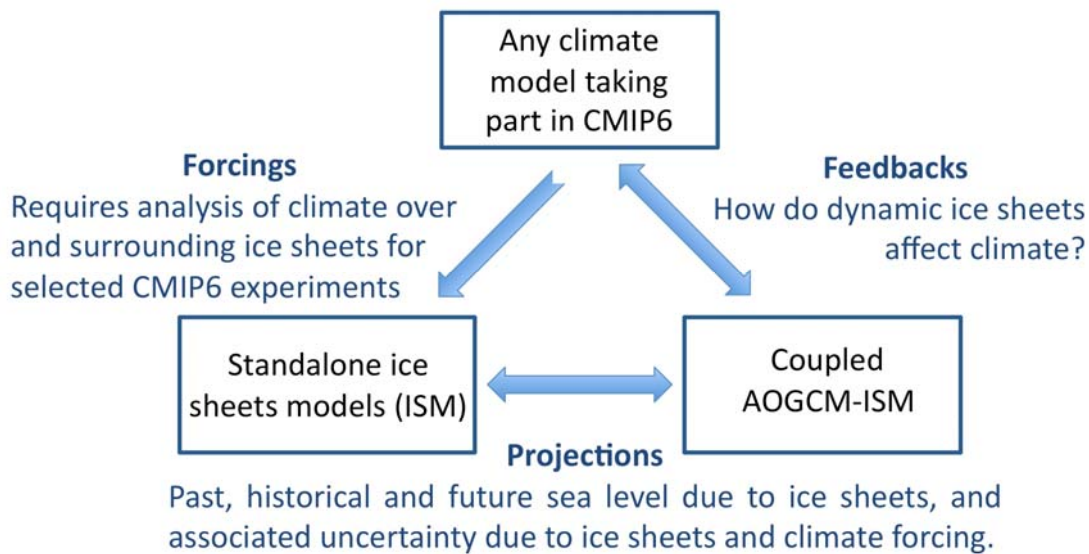 Any climate
model taking
part in CMIP6
Forcings
Requires analysis of climate over
and surrounding ice sheets for
selected CMIP6 experiments
Feedbacks
How do dynamic ice sheets
affect climate?
Standalone ice
sheets models (ISM)
Coupled
AOGCM-ISM
Projections
Past, historical and future sea level due to ice sheets, and
associated uncertainty due to ice sheets and climate forcing.